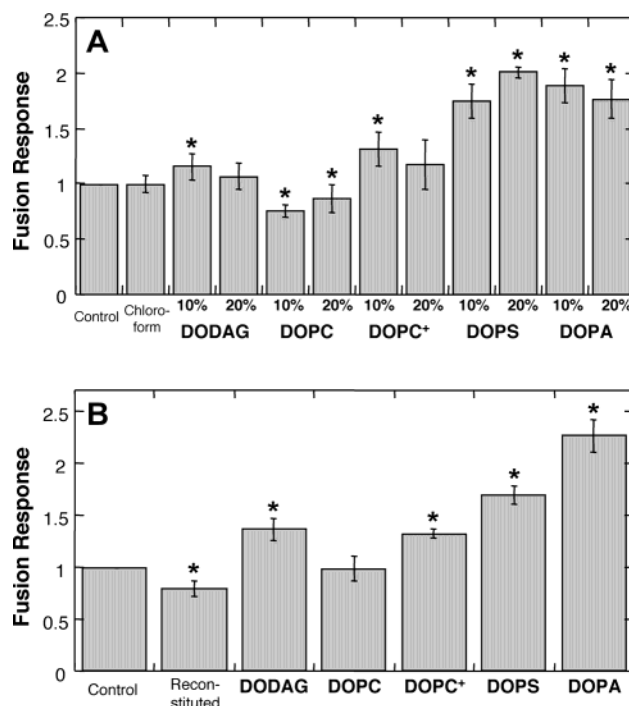 A
Fusion Response
2.5
2
1.5
1
0.5
0
* * * * * * * *
10% 20% 10% 20% 10% 20% 10% 20% 10% 20%
Control Chloro-
form DODAG DOPC DOPC⁺ DOPS DOPA
B
Fusion Response
2.5
2
1.5
1
0.5
0
* * * * *
Control Recon-
stituted DODAG DOPC DOPC⁺ DOPS DOPA